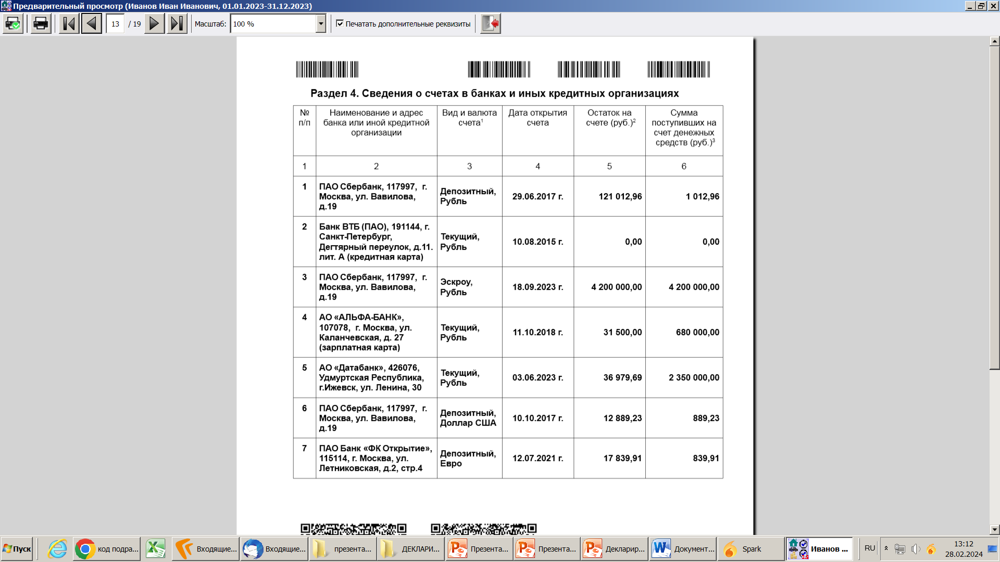 Предварительный просмотр (Иванов Иван Иванович, 01.01.2023-31.12.2023)
13 / 19 Масштаб: 100 % Печатать дополнительные реквизиты
Раздел 4. Сведения о счетах в банках и иных кредитных организациях
№ п/п
Наименование и адрес банка или иной кредитной организации
Вид и валюта счета¹
Дата открытия счета
Остаток на счете (руб.)²
Сумма поступивших на счет денежных средств (руб.)³
1 2 3 4 5 6
1
ПАО Сбербанк, 117997, г.
Москва, ул. Вавилова,
д.19
Депозитный,
Рубль
29.06.2017 г.
121 012,96
1 012,96
2
Банк ВТБ (ПАО), 191144, г.
Санкт-Петербург,
Дегтярный переулок, д.11.
лит. А (кредитная карта)
Текущий,
Рубль
10.08.2015 г.
0,00
0,00
3
ПАО Сбербанк, 117997, г.
Москва, ул. Вавилова,
д.19
Эскроу,
Рубль
18.09.2023 г.
4 200 000,00
4 200 000,00
4
АО «АЛЬФА-БАНК»,
107078, г. Москва, ул.
Каланчевская, д. 27
(зарплатная карта)
Текущий,
Рубль
11.10.2018 г.
31 500,00
680 000,00
5
АО «Датабанк», 426076,
Удмуртская Республика,
г.Ижевск, ул. Ленина, 30
Текущий,
Рубль
03.06.2023 г.
36 979,69
2 350 000,00
6
ПАО Сбербанк, 117997, г.
Москва, ул. Вавилова,
д.19
Депозитный,
Доллар США
10.10.2017 г.
12 889,23
889,23
7
ПАО Банк «ФК Открытие»,
115114, г. Москва, ул.
Летниковская, д.2, стр.4
Депозитный,
Евро
12.07.2021 г.
17 839,91
839,91
Пуск
код подра...
Входящие...
Входящие...
презента...
ДЕКЛАРИ...
Презента...
Презента...
Декларир...
Документ...
Spark
Иванов ...
RU
13:12
28.02.2024